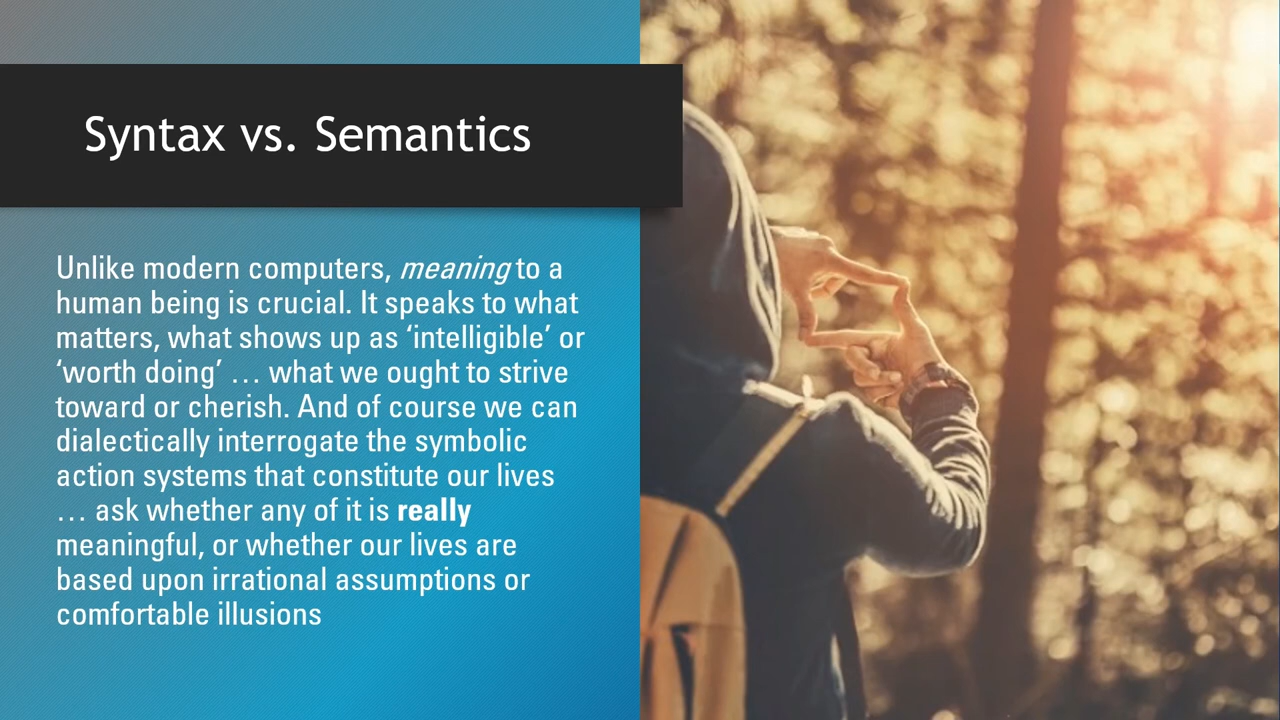 Syntax vs. Semantics
Unlike modern computers, meaning to a
human being is crucial. It speaks to what
matters, what shows up as ‘intelligible’ or
‘worth doing’ … what we ought to strive
toward or cherish. And of course we can
dialectically interrogate the symbolic
action systems that constitute our lives
… ask whether any of it is really
meaningful, or whether our lives are
based upon irrational assumptions or
comfortable illusions